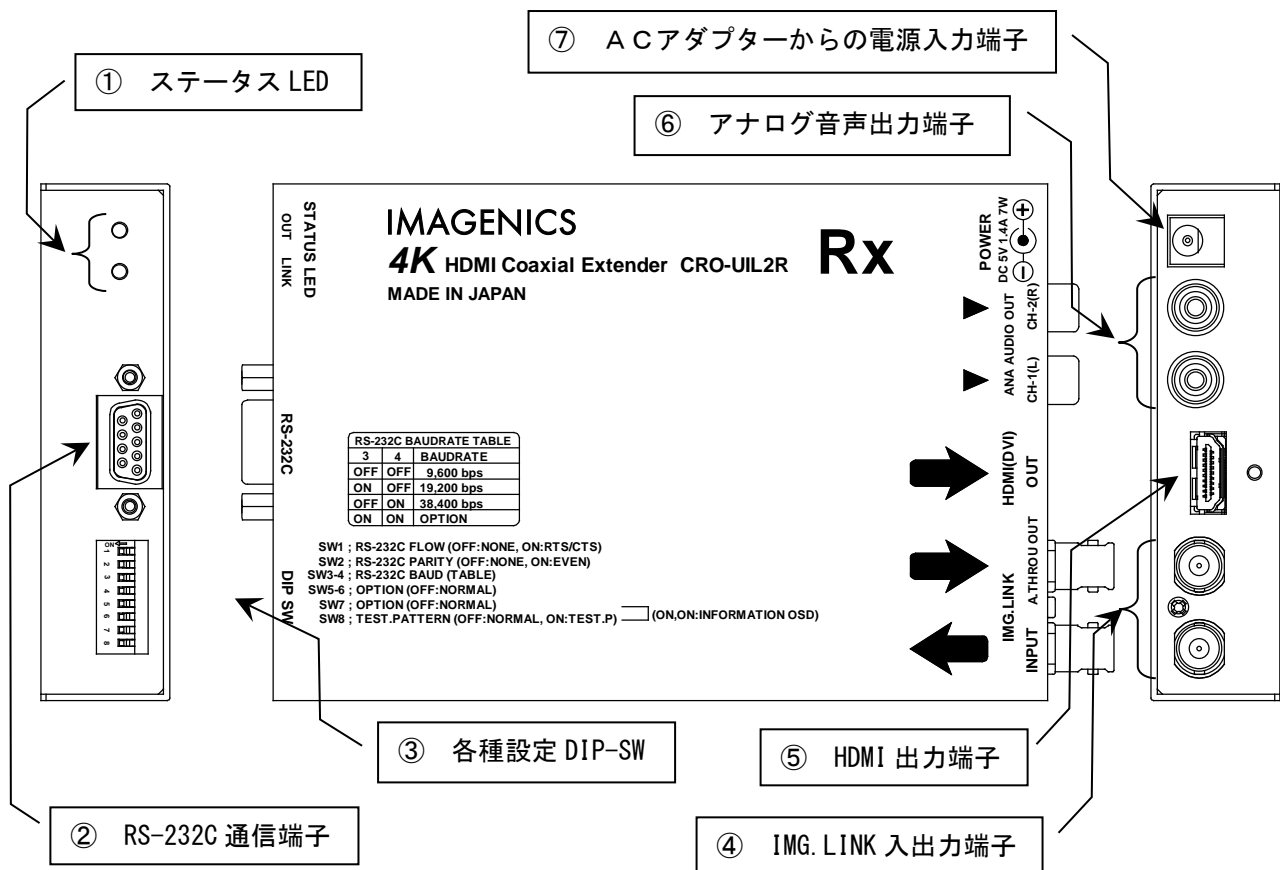 ⑦ ＡＣアダプターからの電源入力端子
① ステータス LED
⑥ アナログ音声出力端子
STATUS LED
OUT LINK
IMAGENICS
4K HDMI Coaxial Extender CRO-UIL2R
Rx
MADE IN JAPAN
POWER
DC 5V 1.4A 7W
ANA AUDIO OUT
CH-2(R)
CH-1(L)
RS-232C
RS-232C BAUDRATE TABLE
3 4 BAUDRATE
OFF OFF 9,600 bps
ON OFF 19,200 bps
OFF ON 38,400 bps
ON ON OPTION
HDMI(DVI)
OUT
ON
1
2
3
4
5
6
7
8
DIP SW
SW1 ; RS-232C FLOW (OFF:NONE, ON:RTS/CTS)
SW2 ; RS-232C PARITY (OFF:NONE, ON:EVEN)
SW3-4 ; RS-232C BAUD (TABLE)
SW5-6 ; OPTION (OFF:NORMAL)
SW7 ; OPTION (OFF:NORMAL)
SW8 ; TEST.PATTERN (OFF:NORMAL, ON:TEST.P)
(ON,ON:INFORMATION OSD)
IMG.LINK
A.THRU OUT
INPUT
③ 各種設定 DIP-SW
⑤ HDMI 出力端子
② RS-232C 通信端子
④ IMG.LINK 入出力端子